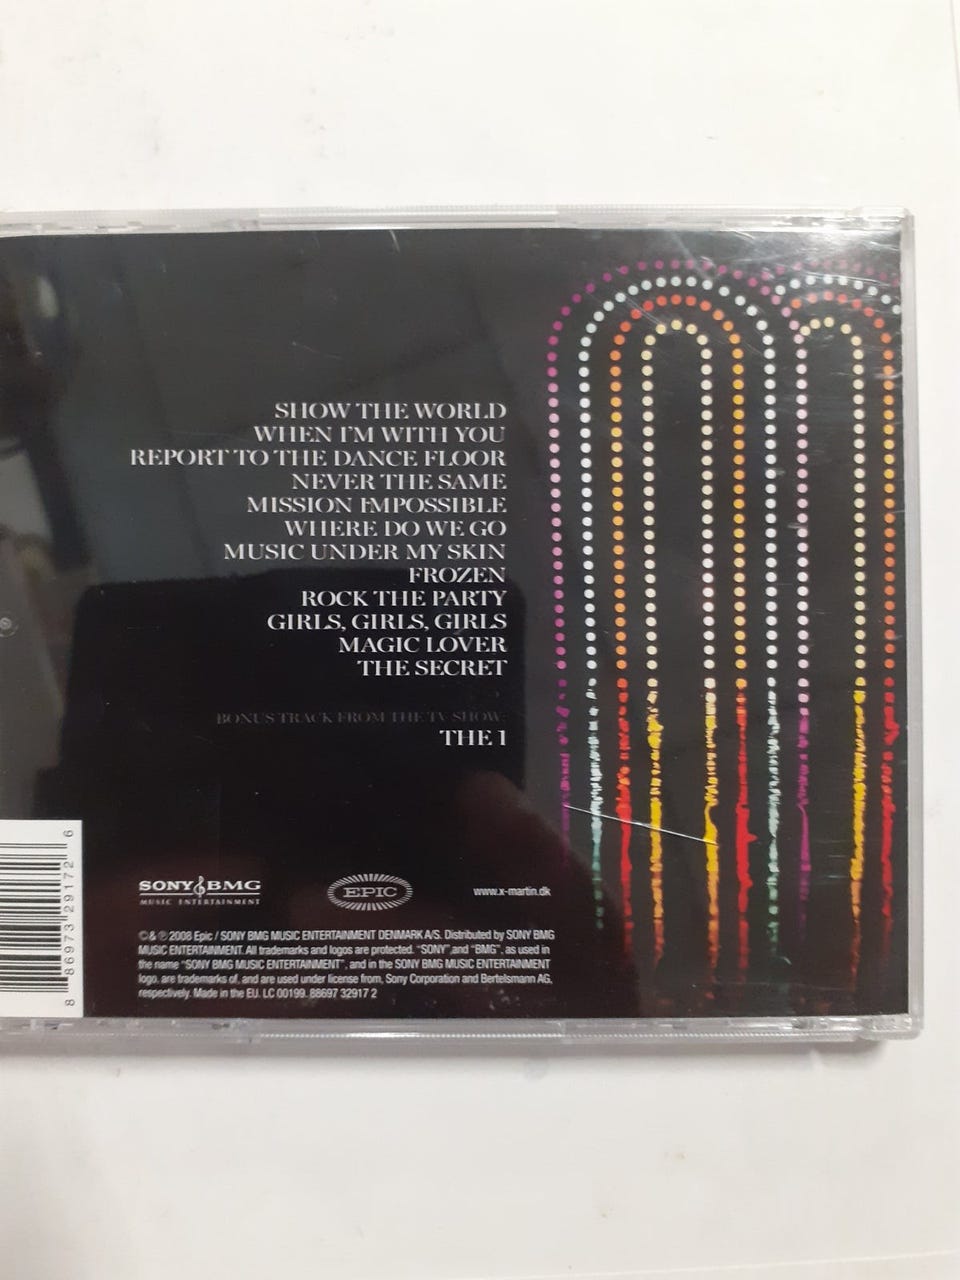 SHOW THE WORLD
WHEN I'M WITH YOU
REPORT TO THE DANCE FLOOR
NEVER THE SAME
MISSION IMPOSSIBLE
WHERE DO WE GO
MUSIC UNDER MY SKIN
FROZEN
ROCK THE PARTY
GIRLS, GIRLS, GIRLS
MAGIC LOVER
THE SECRET
BONUS TRACK FROM THE TV SHOW:
THE 1
8 86973 29172 6
SONY BMG
MUSIC ENTERTAINMENT
EPIC
www.x-martin.dk
©& ℗ 2008 Epic / SONY BMG MUSIC ENTERTAINMENT DENMARK A/S. Distributed by SONY BMG
MUSIC ENTERTAINMENT. All trademarks and logos are protected. "SONY" and "BMG", as used in
the name "SONY BMG MUSIC ENTERTAINMENT", and in the SONY BMG MUSIC ENTERTAINMENT
logo, are trademarks of, and are used under license from, Sony Corporation and Bertelsmann AG,
respectively. Made in the EU. LC 00199. 88697 32917 2